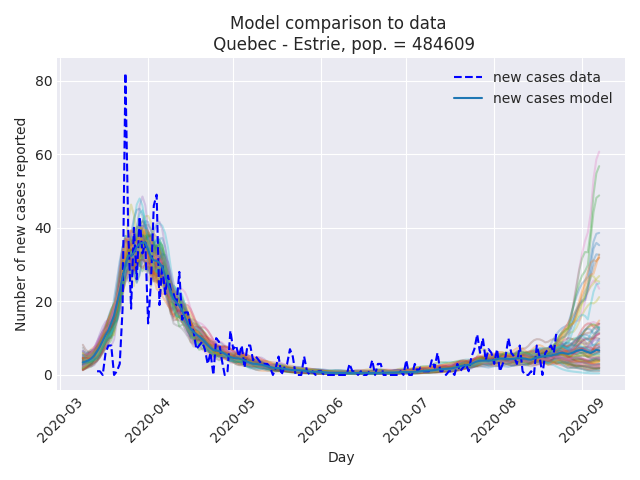 Model comparison to data
Quebec - Estrie, pop. = 484609
new cases data
new cases model
Number of new cases reported
80
60
40
20
0
2020-03
2020-04
2020-05
2020-06
2020-07
2020-08
2020-09
Day